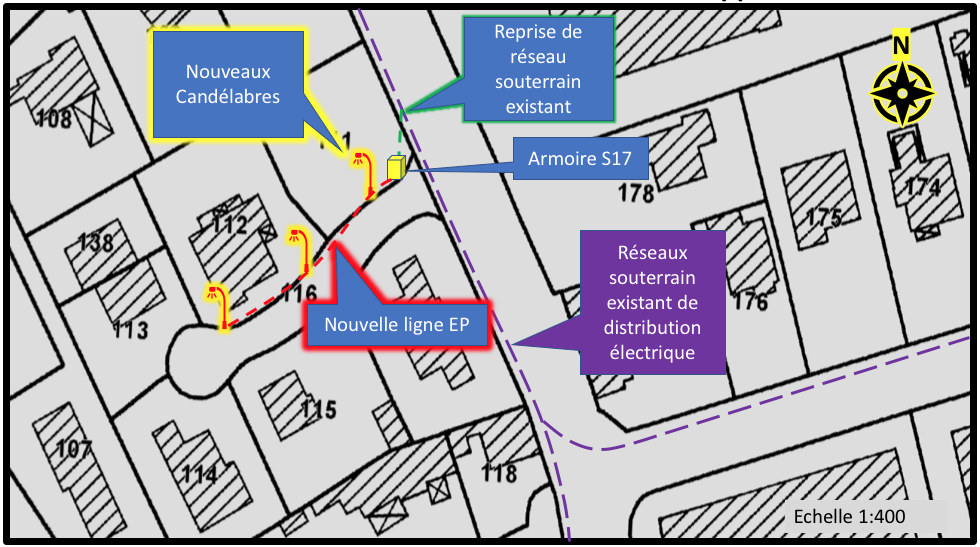 Reprise de
réseau
souterrain
existant
Nouveaux
Candélabres
N
108
Armoire S17
178
174
175
112
138
116
113
176
Réseaux
souterrain
existant de
distribution
électrique
Nouvelle ligne EP
115
107
114
118
Echelle 1:400